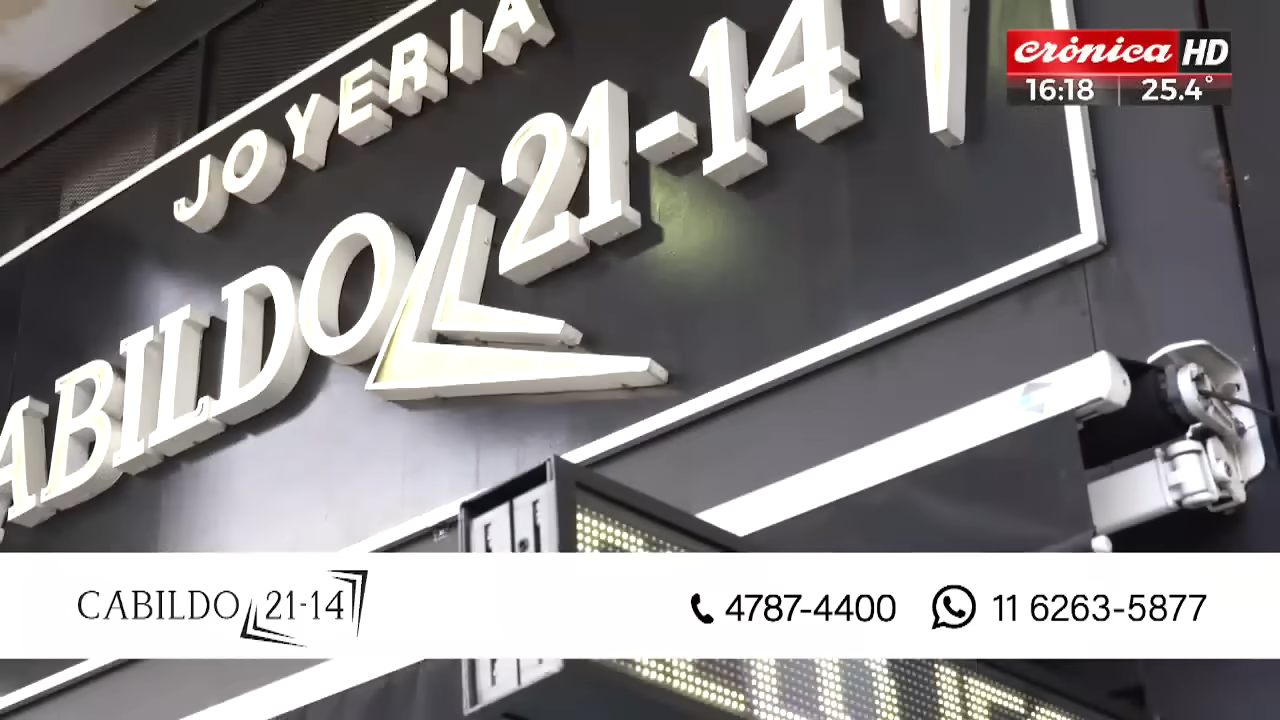 crónica HD
16:18 25.4°
JOYERIA
CABILDO 21-14
CABILDO 21-14
4787-4400 11 6263-5877